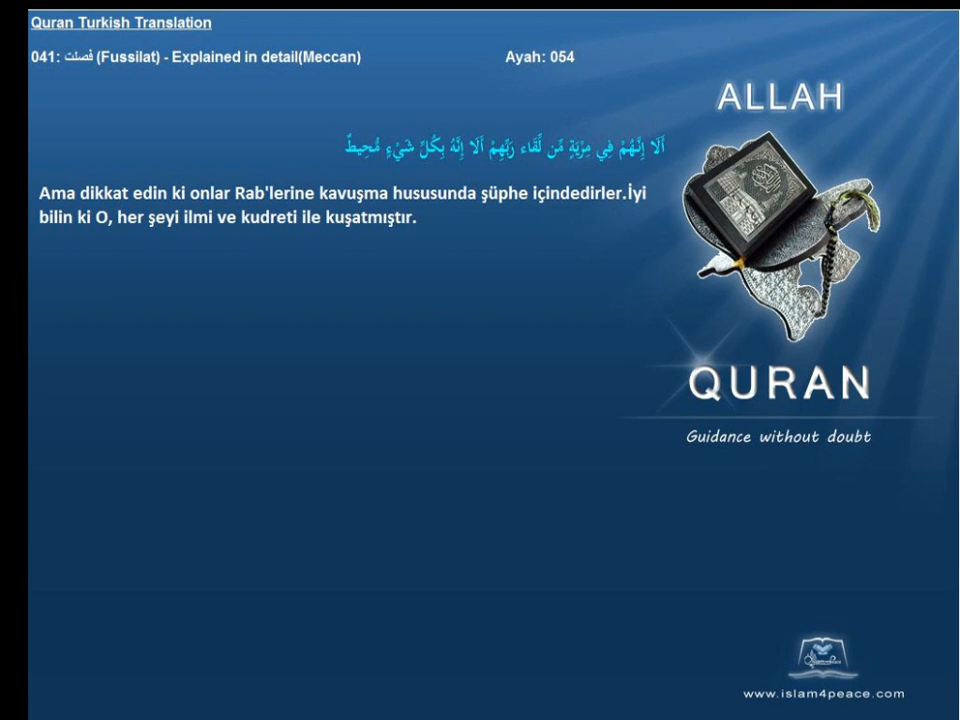 Quran Turkish Translation
041: فصلت (Fussilat) - Explained in detail(Meccan) Ayah: 054
ALLAH
أَلَا إِنَّهُمْ فِي مِرْيَةٍ مِّن لِّقَاء رَبِّهِمْ أَلَا إِنَّهُ بِكُلِّ شَيْءٍ مُّحِيطٌ
Ama dikkat edin ki onlar Rab'lerine kavuşma hususunda şüphe içindedirler.İyi
bilin ki O, her şeyi ilmi ve kudreti ile kuşatmıştır.
QURAN
Guidance without doubt
www.islam4peace.com